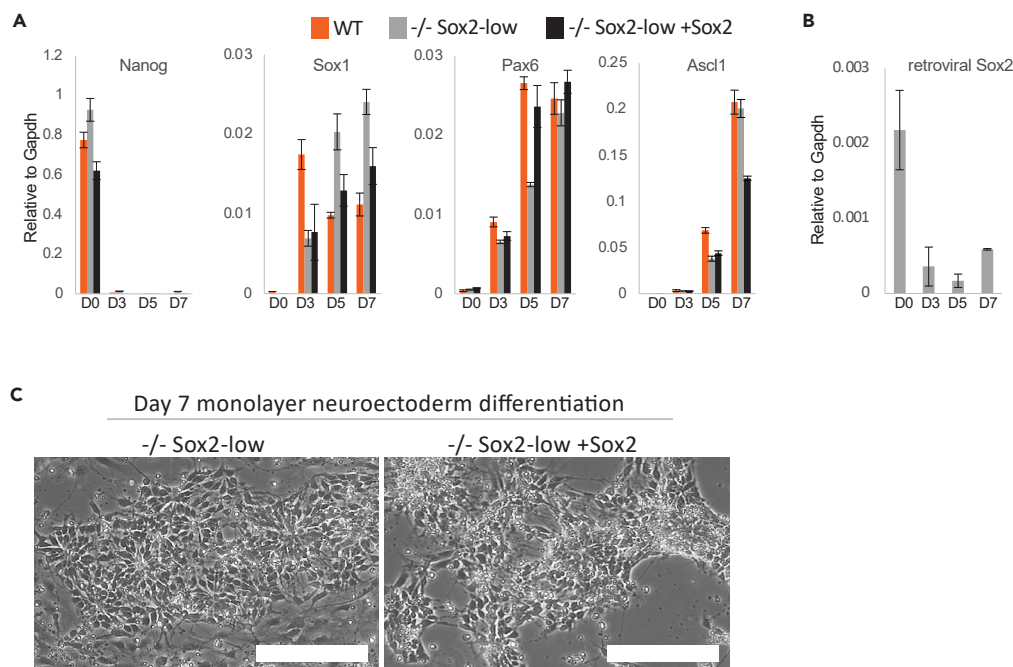 A
WT
-/- Sox2-low
-/- Sox2-low +Sox2
B
Nanog
Relative to Gapdh
1.2
1
0.8
0.6
0.4
0.2
0
D0 D3 D5 D7
Sox1
0.03
0.02
0.01
0
D0 D3 D5 D7
Pax6
0.03
0.02
0.01
0
D0 D3 D5 D7
Ascl1
0.25
0.2
0.15
0.1
0.05
0
D0 D3 D5 D7
retroviral Sox2
Relative to Gapdh
0.003
0.002
0.001
0
D0 D3 D5 D7
C
Day 7 monolayer neuroectoderm differentiation
-/- Sox2-low
-/- Sox2-low +Sox2